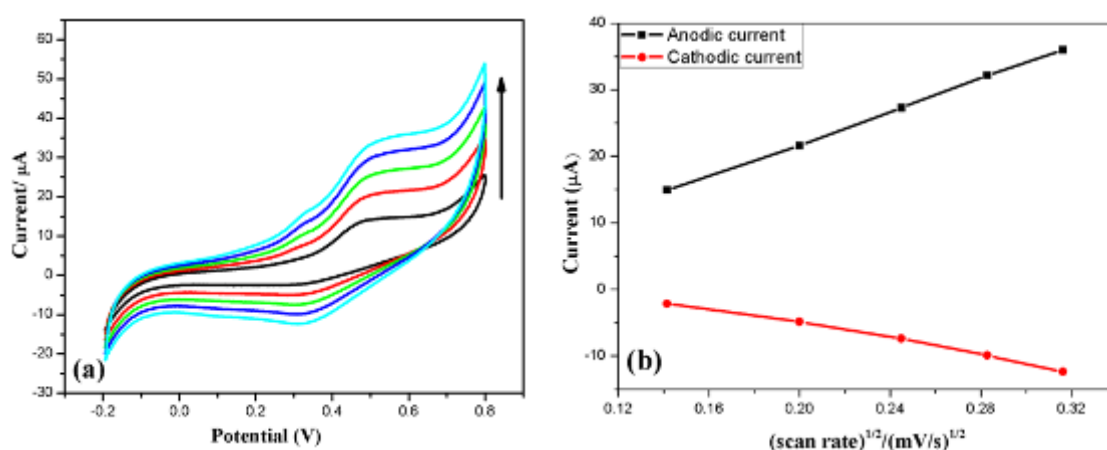 60
50
40
30
20
10
0
-10
-20
-30
Current/ μA
(a)
-0.2 0.0 0.2 0.4 0.6 0.8
Potential (V)
40
30
20
10
0
-10
Current (μA)
Anodic current
Cathodic current
(b)
0.12 0.16 0.20 0.24 0.28 0.32
(scan rate)^1/2/(mV/s)^1/2